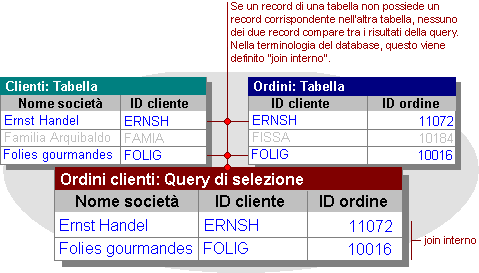 Se un record di una tabella non possiede un
record corrispondente nell'altra tabella, nessuno
dei due record compare tra i risultati della query.
Nella terminologia del database, questo viene
definito "join interno".
Clienti: Tabella
Nome società ID cliente
Ernst Handel ERNSH
Familia Arquibaldo FAMIA
Folies gourmandes FOLIG
Ordini: Tabella
ID cliente ID ordine
ERNSH 11072
FISSA 10184
FOLIG 10016
Ordini clienti: Query di selezione
Nome società ID cliente ID ordine
Ernst Handel ERNSH 11072
Folies gourmandes FOLIG 10016
join interno